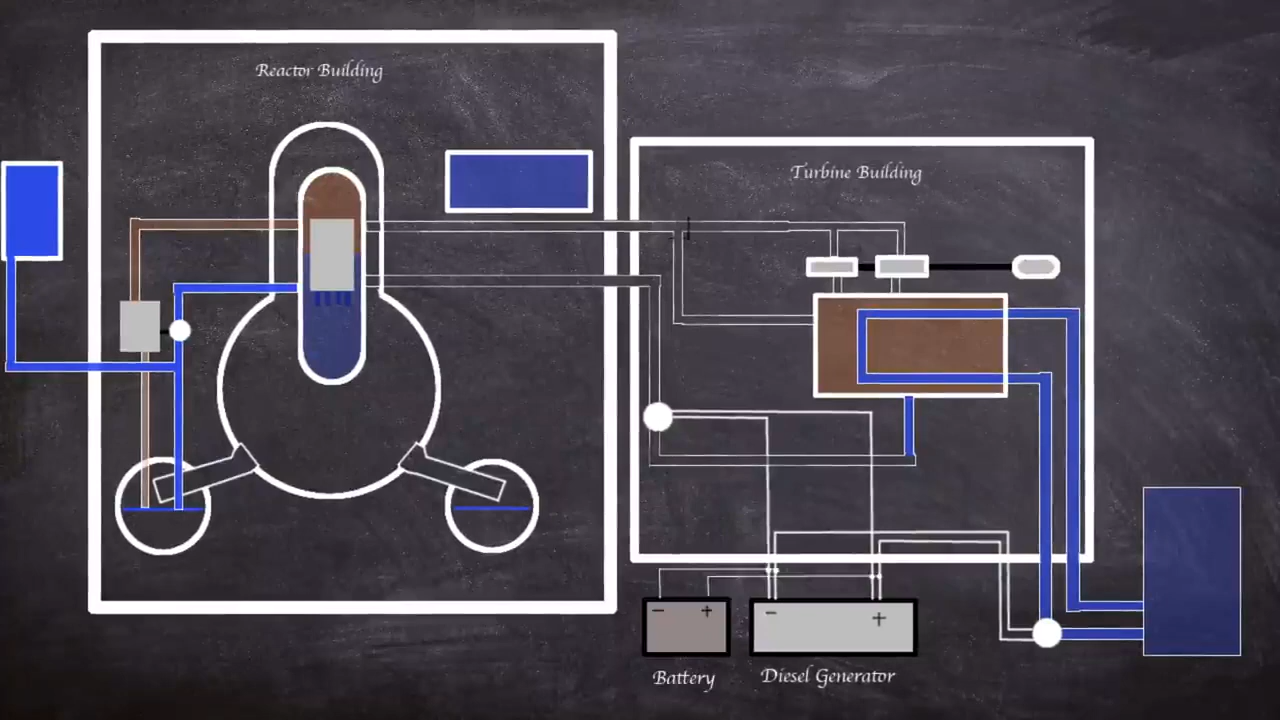 Reactor Building
Turbine Building
− +
− +
Battery
Diesel Generator